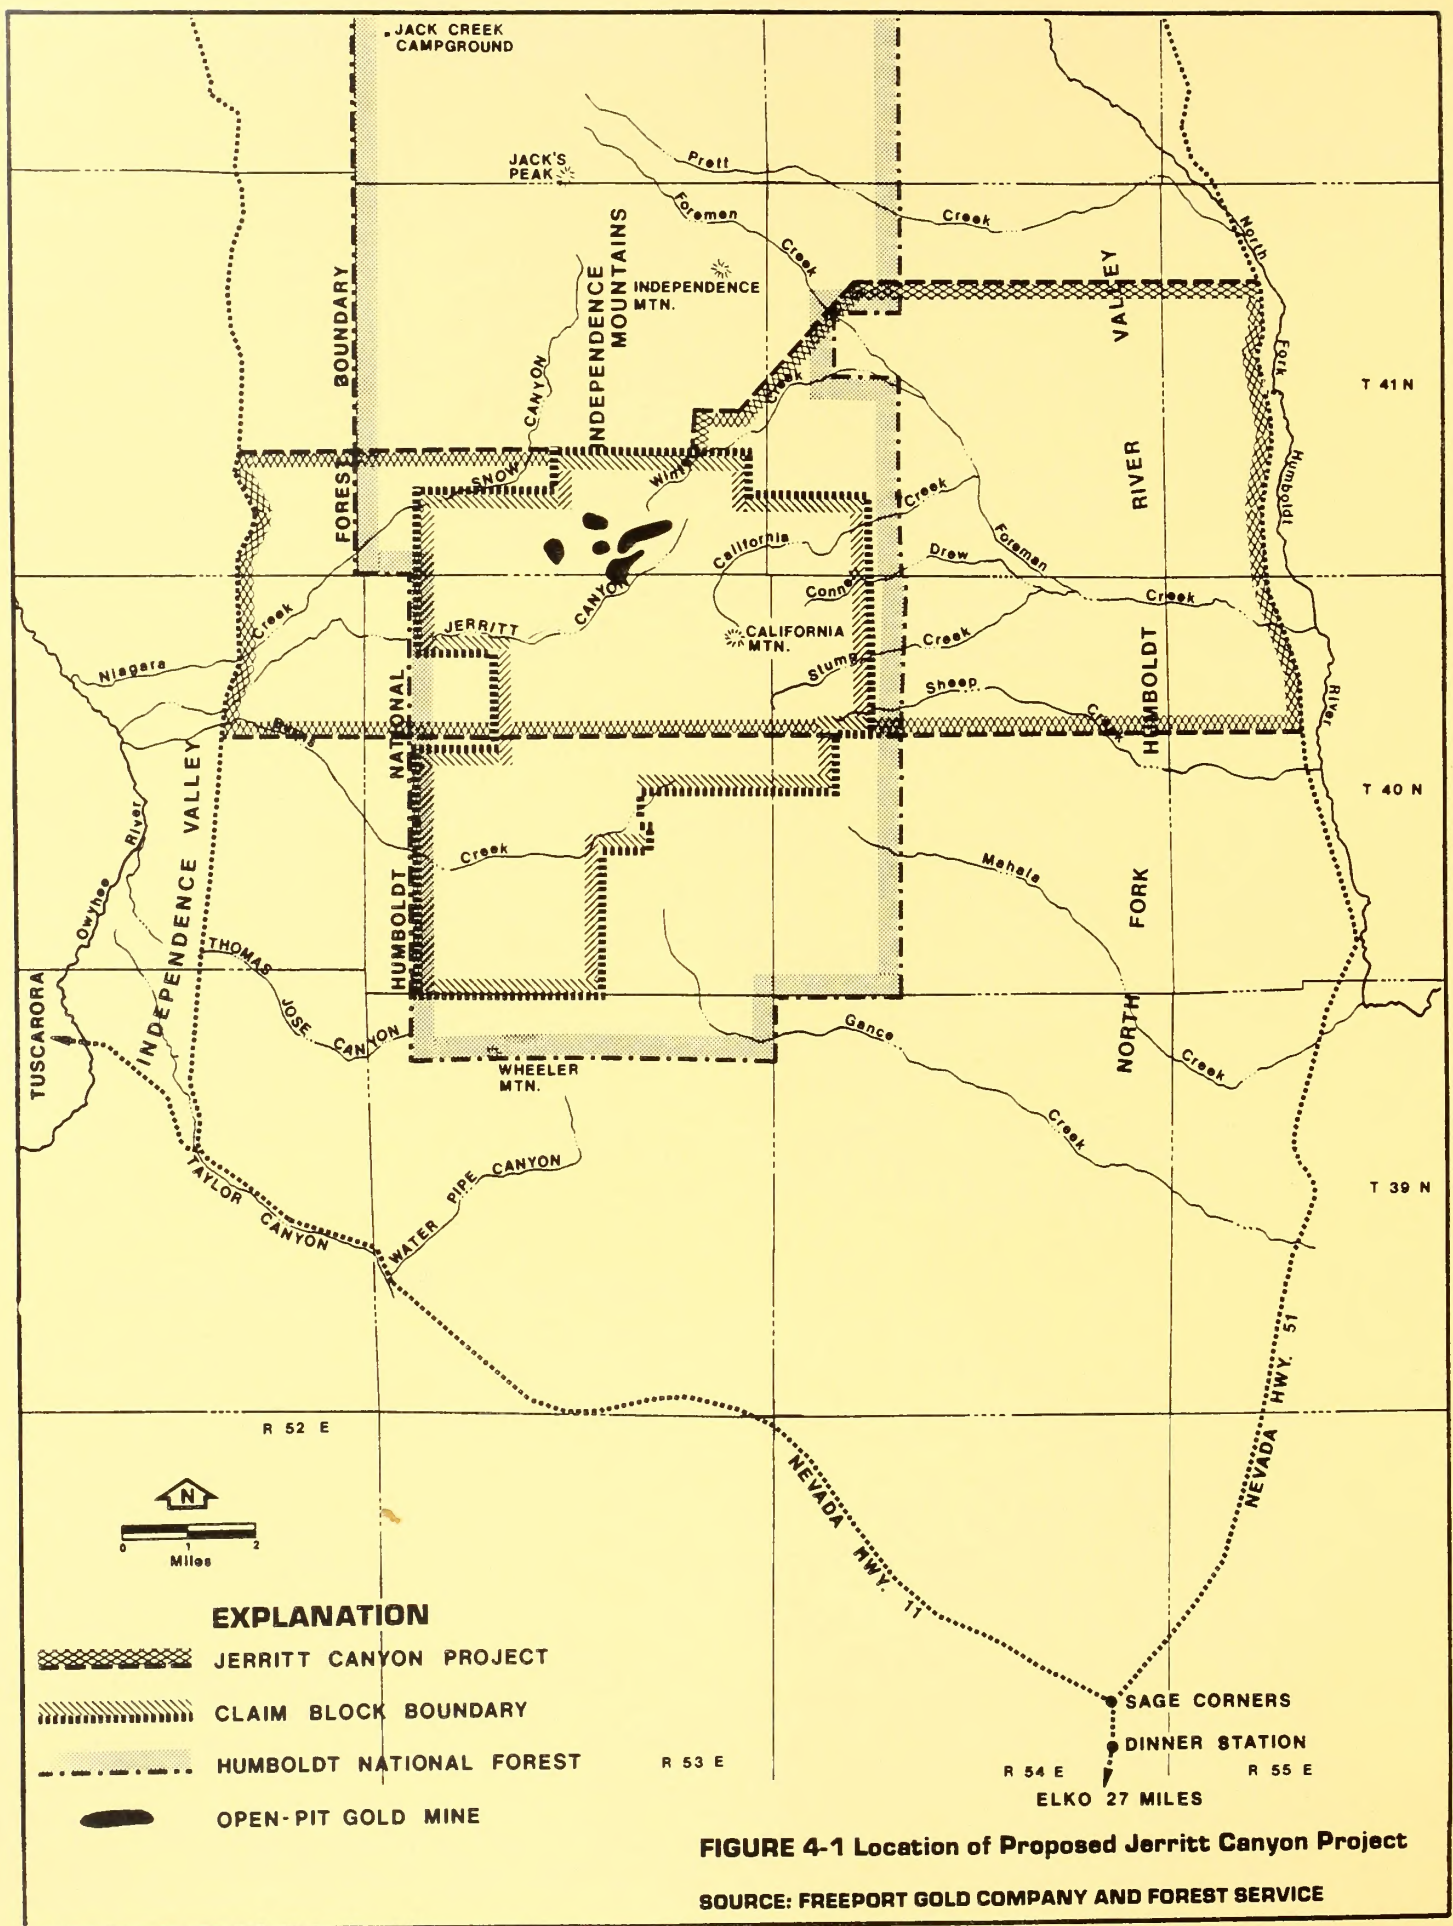 JACK CREEK
CAMPGROUND
JACK'S
PEAK
Prett
Creek
Foreman
Creek
North
Fork
Humboldt
River
INDEPENDENCE
MOUNTAINS
INDEPENDENCE
MTN.
FOREST BOUNDARY
VALLEY
RIVER
HUMBOLDT
FORK
NORTH
T 41 N
SNOW CANYON
Winters
Creek
California
Creek
Foreman
Creek
Drew
Conner
Niagara
Creek
JERRITT
CANYON
CALIFORNIA
MTN.
Stump
Creek
Sheep
Creek
Burns
Creek
HUMBOLDT NATIONAL
INDEPENDENCE VALLEY
Owyhee River
T 40 N
Mahala
Creek
THOMAS
JOSE
CANYON
TUSCARORA
Gance
Creek
WHEELER
MTN.
WATER PIPE CANYON
TAYLOR
CANYON
T 39 N
NEVADA HWY. 51
R 52 E
NEVADA
HWY. 11
N
0 1 2
Miles
EXPLANATION
JERRITT CANYON PROJECT
CLAIM BLOCK BOUNDARY
HUMBOLDT NATIONAL FOREST
OPEN-PIT GOLD MINE
SAGE CORNERS
DINNER STATION
R 53 E
R 54 E
R 55 E
ELKO 27 MILES
FIGURE 4-1 Location of Proposed Jerritt Canyon Project
SOURCE: FREEPORT GOLD COMPANY AND FOREST SERVICE